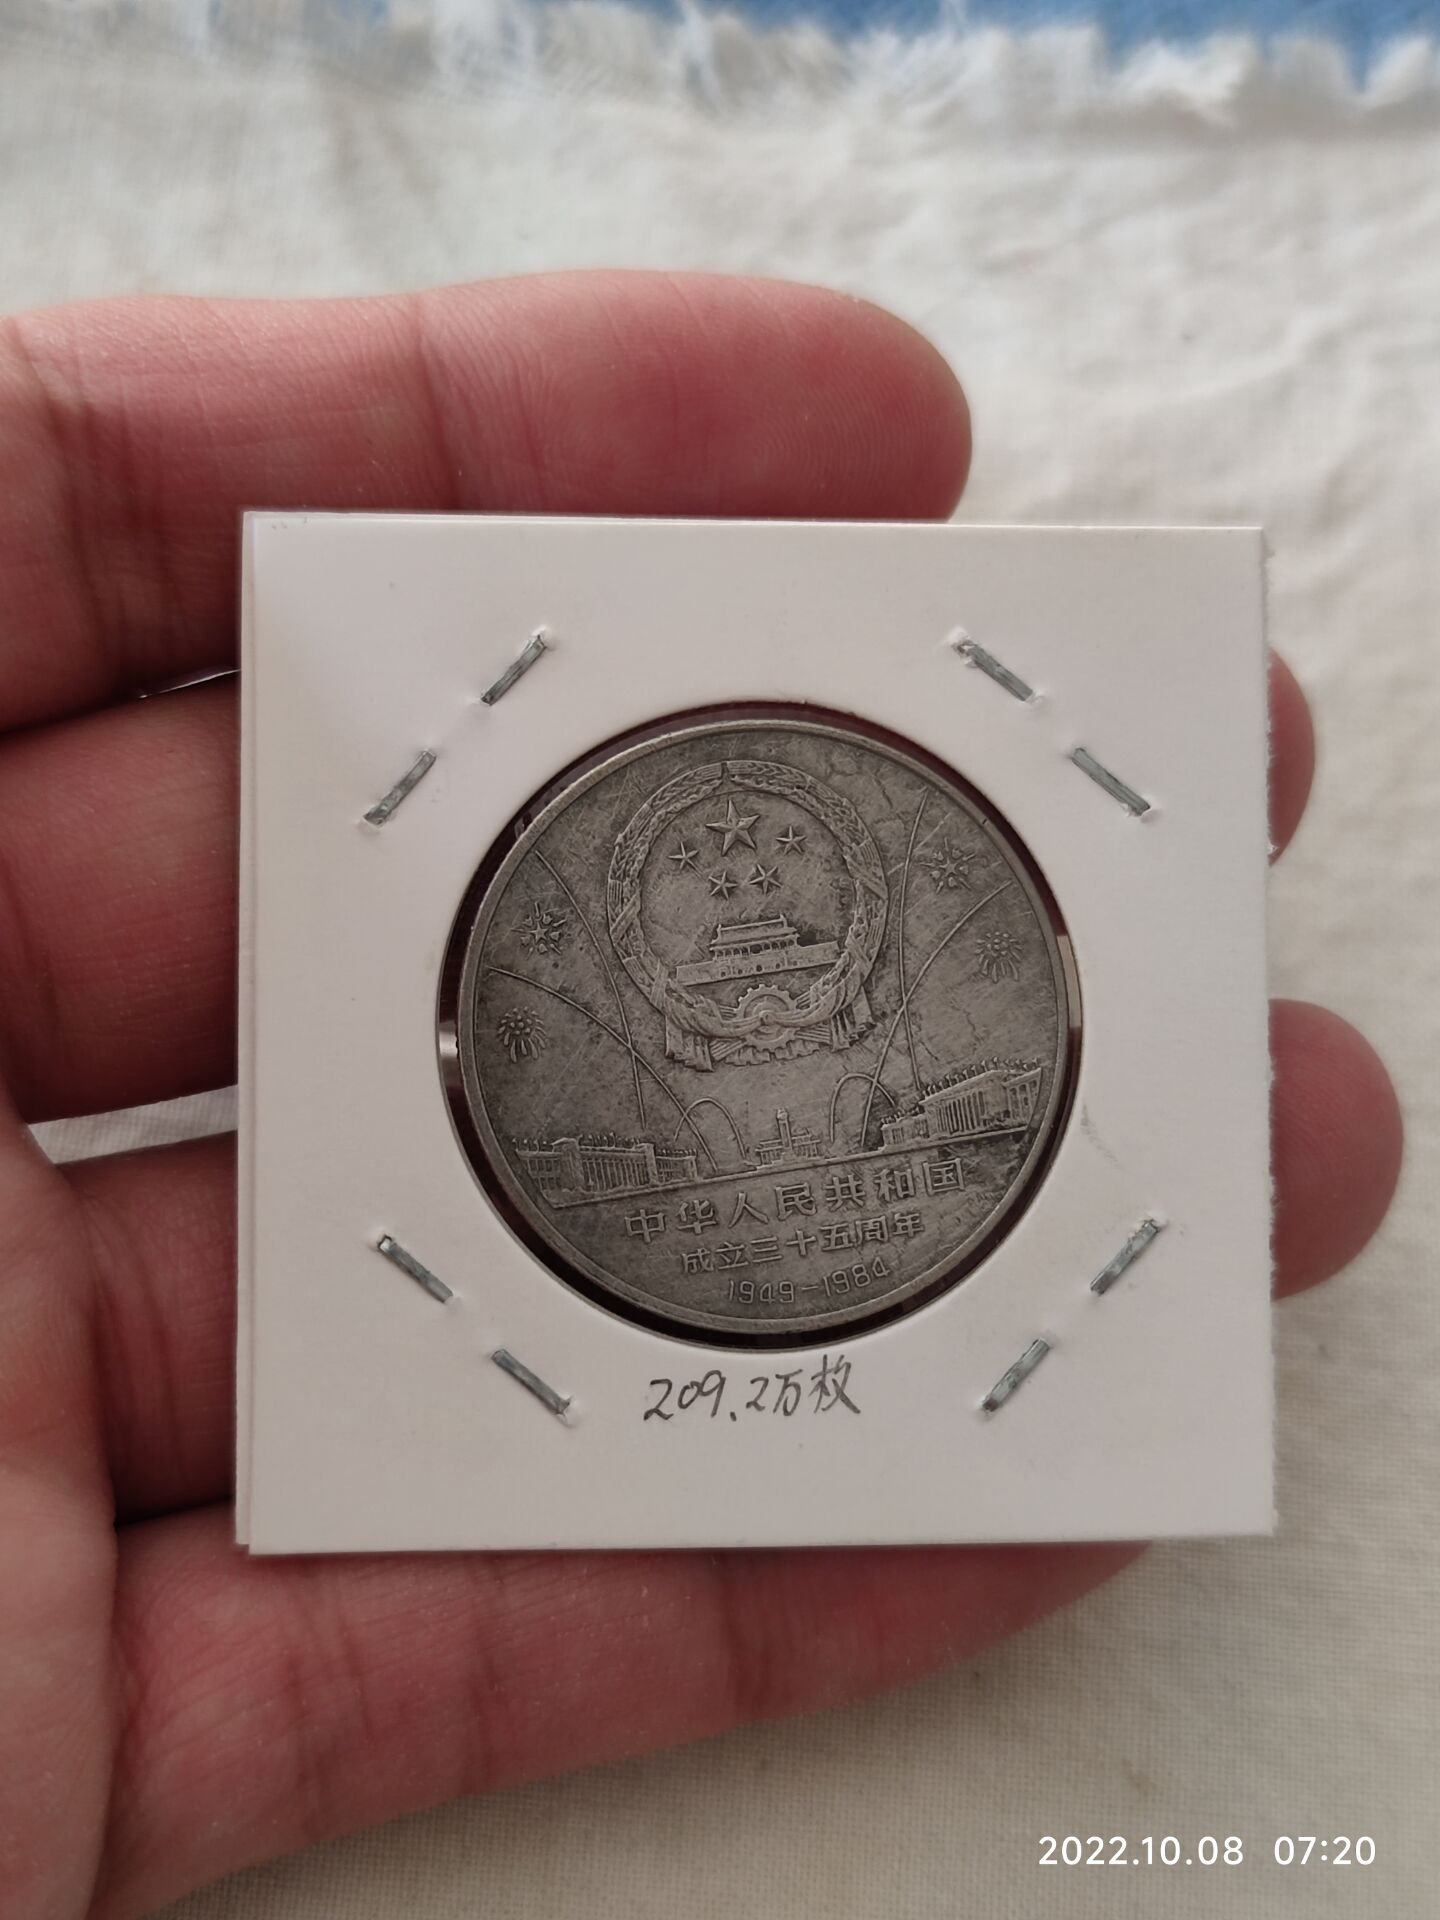 中华人民共和国
成立三十五周年
1949-1984
209.2万枚
2022.10.08 07:20